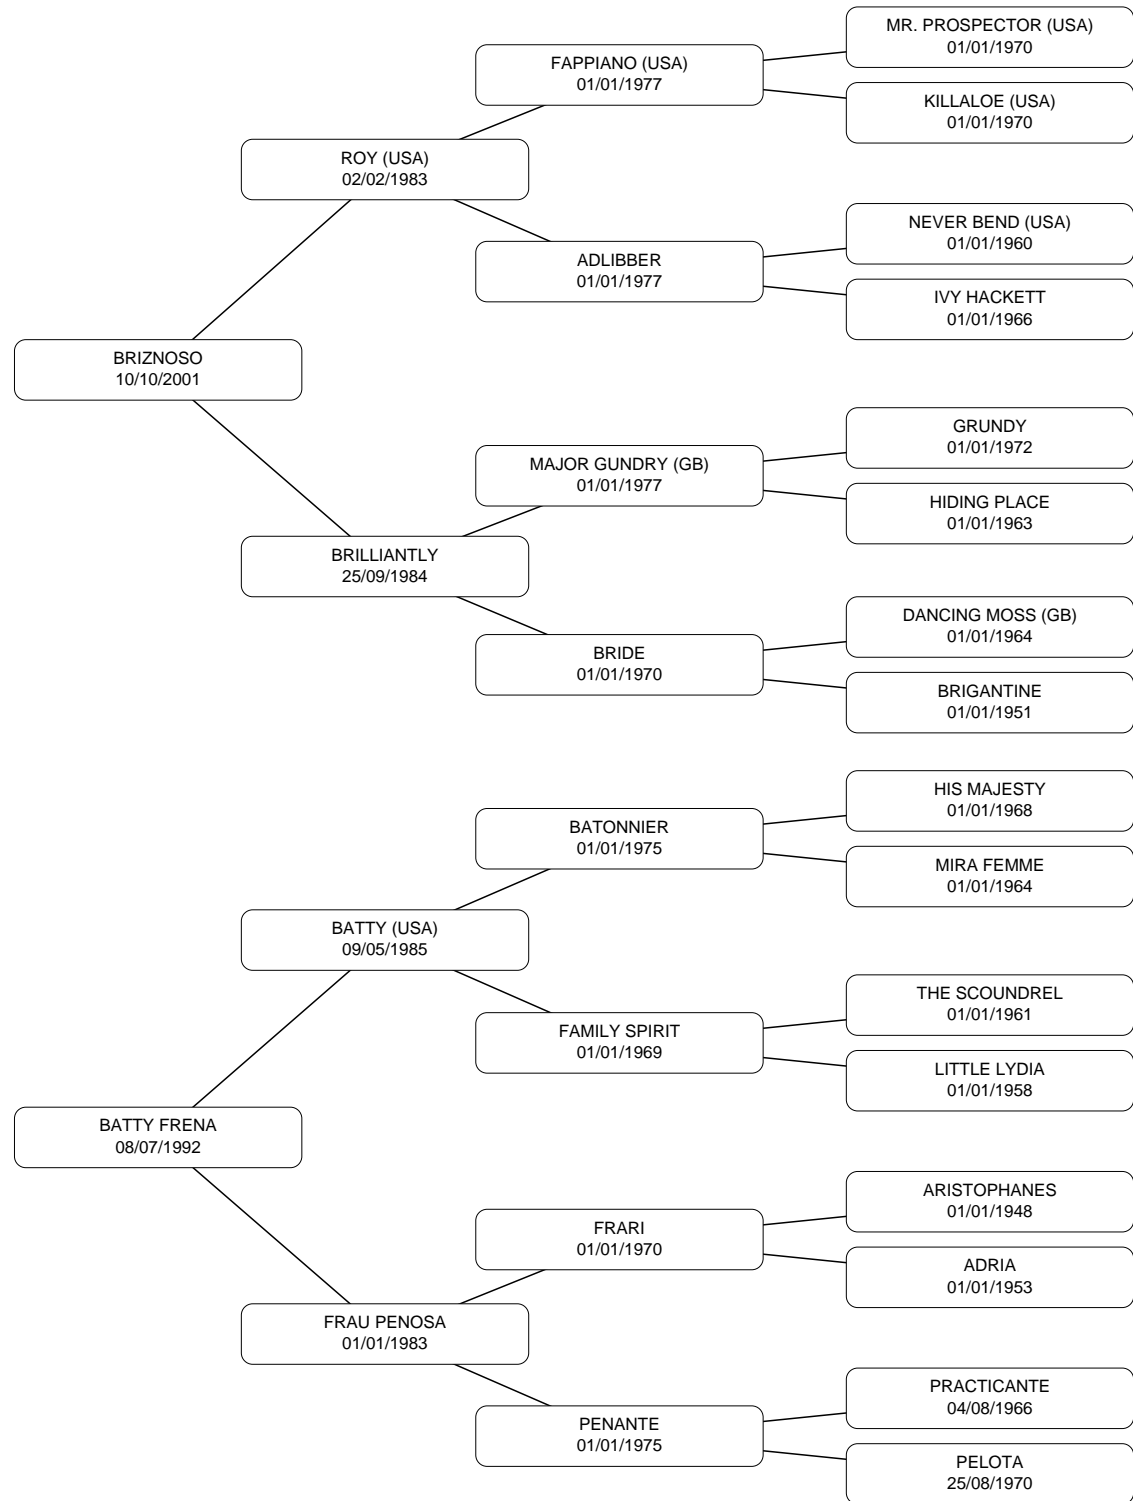 MR. PROSPECTOR (USA)
01/01/1970
FAPPIANO (USA)
01/01/1977
KILLALOE (USA)
01/01/1970
ROY (USA)
02/02/1983
NEVER BEND (USA)
01/01/1960
ADLIBBER
01/01/1977
IVY HACKETT
01/01/1966
BRIZNOSO
10/10/2001
GRUNDY
01/01/1972
MAJOR GUNDRY (GB)
01/01/1977
HIDING PLACE
01/01/1963
BRILLIANTLY
25/09/1984
DANCING MOSS (GB)
01/01/1964
BRIDE
01/01/1970
BRIGANTINE
01/01/1951
HIS MAJESTY
01/01/1968
BATONNIER
01/01/1975
MIRA FEMME
01/01/1964
BATTY (USA)
09/05/1985
THE SCOUNDREL
01/01/1961
FAMILY SPIRIT
01/01/1969
LITTLE LYDIA
01/01/1958
BATTY FRENA
08/07/1992
ARISTOPHANES
01/01/1948
FRARI
01/01/1970
ADRIA
01/01/1953
FRAU PENOSA
01/01/1983
PRACTICANTE
04/08/1966
PENANTE
01/01/1975
PELOTA
25/08/1970